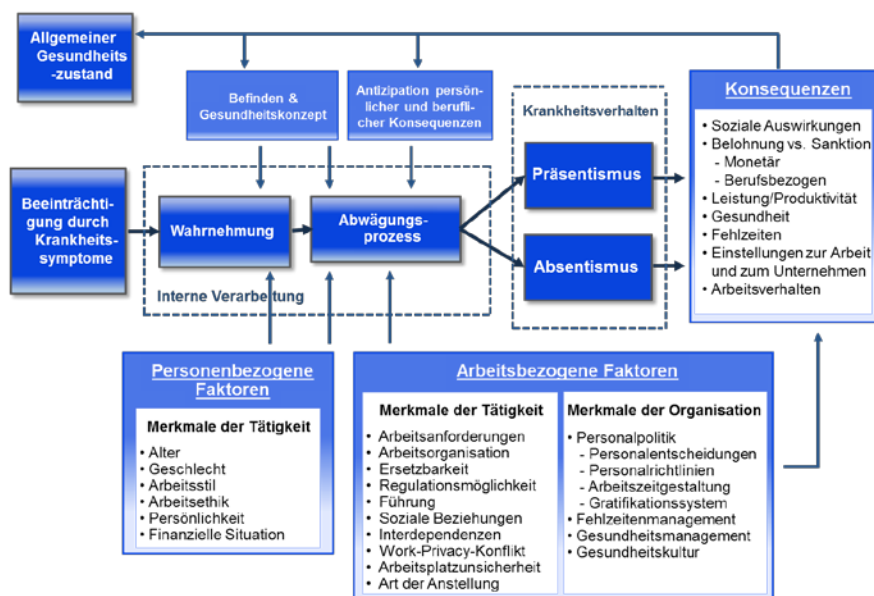 Allgemeiner
Gesundheits
-zustand
Befinden &
Gesundheitskonzept
Antizipation persön-
licher und berufli-
cher Konsequenzen
Krankheitsverhalten
Konsequenzen
• Soziale Auswirkungen
• Belohnung vs. Sanktion
- Monetär
- Berufsbezogen
• Leistung/Produktivität
• Gesundheit
• Fehlzeiten
• Einstellungen zur Arbeit
und zum Unternehmen
• Arbeitsverhalten
Beeinträchti-
gung durch
Krankheits-
symptome
Wahrnehmung
Abwägungs-
prozess
Präsentismus
Absentismus
Interne Verarbeitung
Personenbezogene
Faktoren
Merkmale der Tätigkeit
• Alter
• Geschlecht
• Arbeitsstil
• Arbeitsethik
• Persönlichkeit
• Finanzielle Situation
Arbeitsbezogene Faktoren
Merkmale der Tätigkeit
• Arbeitsanforderungen
• Arbeitsorganisation
• Ersetzbarkeit
• Regulationsmöglichkeit
• Führung
• Soziale Beziehungen
• Interdependenzen
• Work-Privacy-Konflikt
• Arbeitsplatzunsicherheit
• Art der Anstellung
Merkmale der Organisation
• Personalpolitik
- Personalentscheidungen
- Personalrichtlinien
- Arbeitszeitgestaltung
- Gratifikationssystem
• Fehlzeitenmanagement
• Gesundheitsmanagement
• Gesundheitskultur